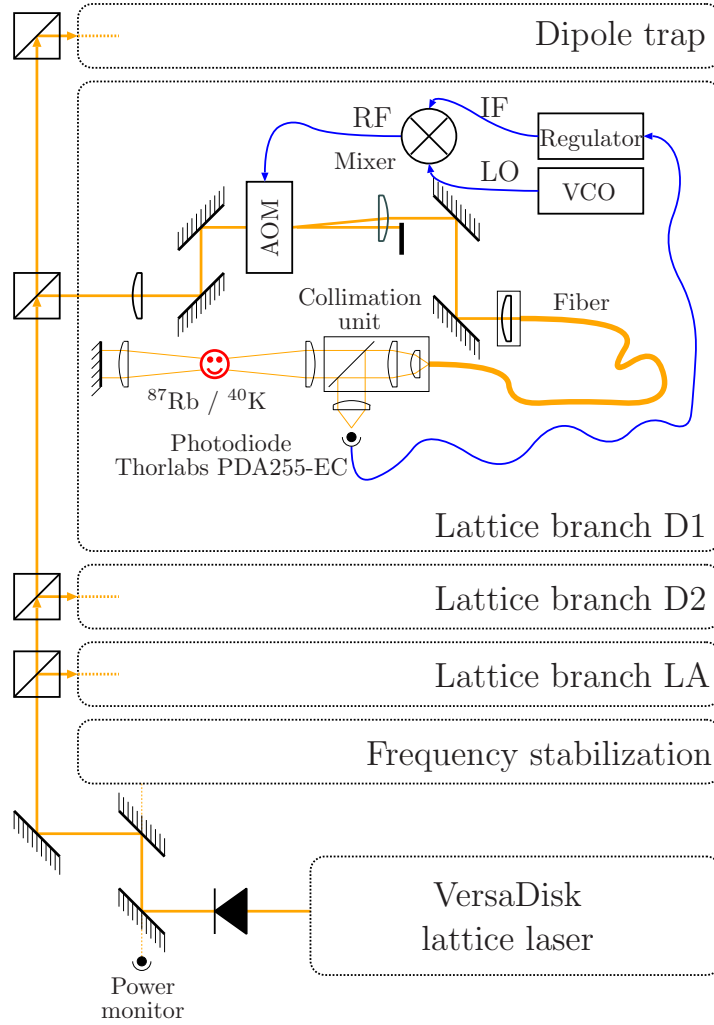 Dipole trap
RF
IF
Mixer
Regulator
LO
VCO
AOM
Collimation
unit
Fiber
⁸⁷Rb / ⁴⁰K
Photodiode
Thorlabs PDA255-EC
Lattice branch D1
Lattice branch D2
Lattice branch LA
Frequency stabilization
VersaDisk
lattice laser
Power
monitor